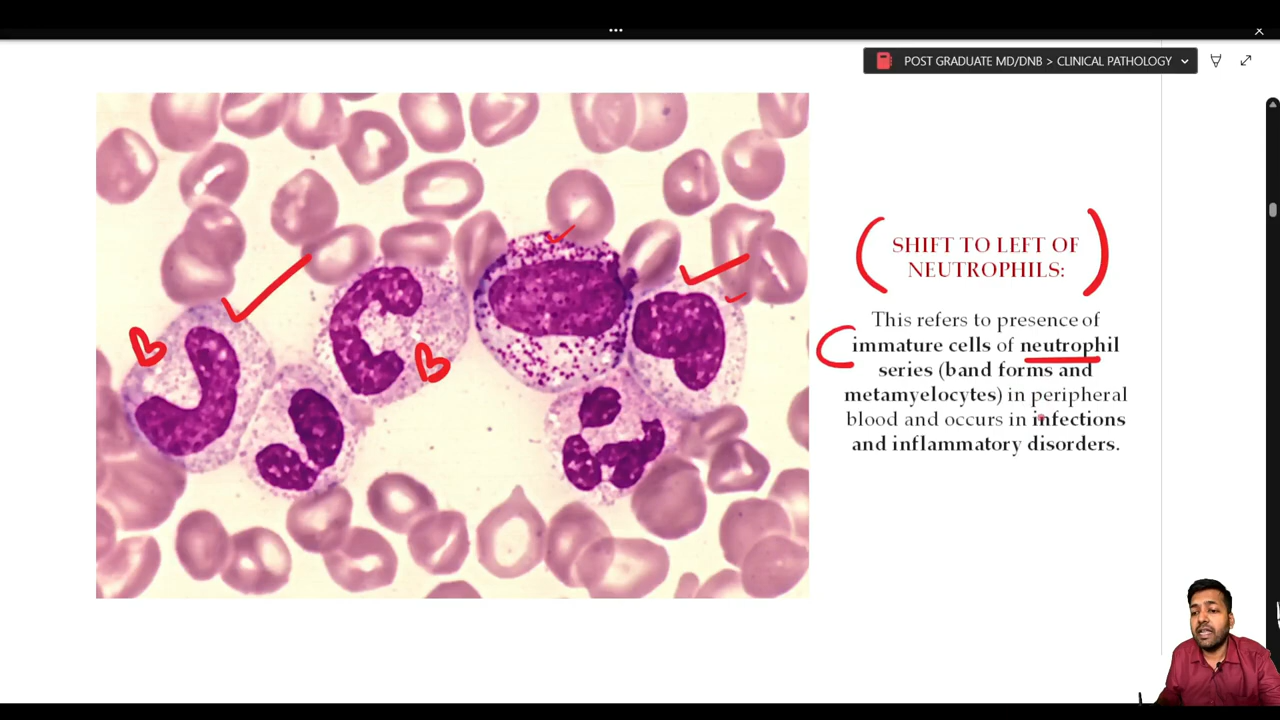 POST GRADUATE MD/DNB > CLINICAL PATHOLOGY
SHIFT TO LEFT OF
NEUTROPHILS:
This refers to presence of
immature cells of neutrophil
series (band forms and
metamyelocytes) in peripheral
blood and occurs in infections
and inflammatory disorders.
B
B